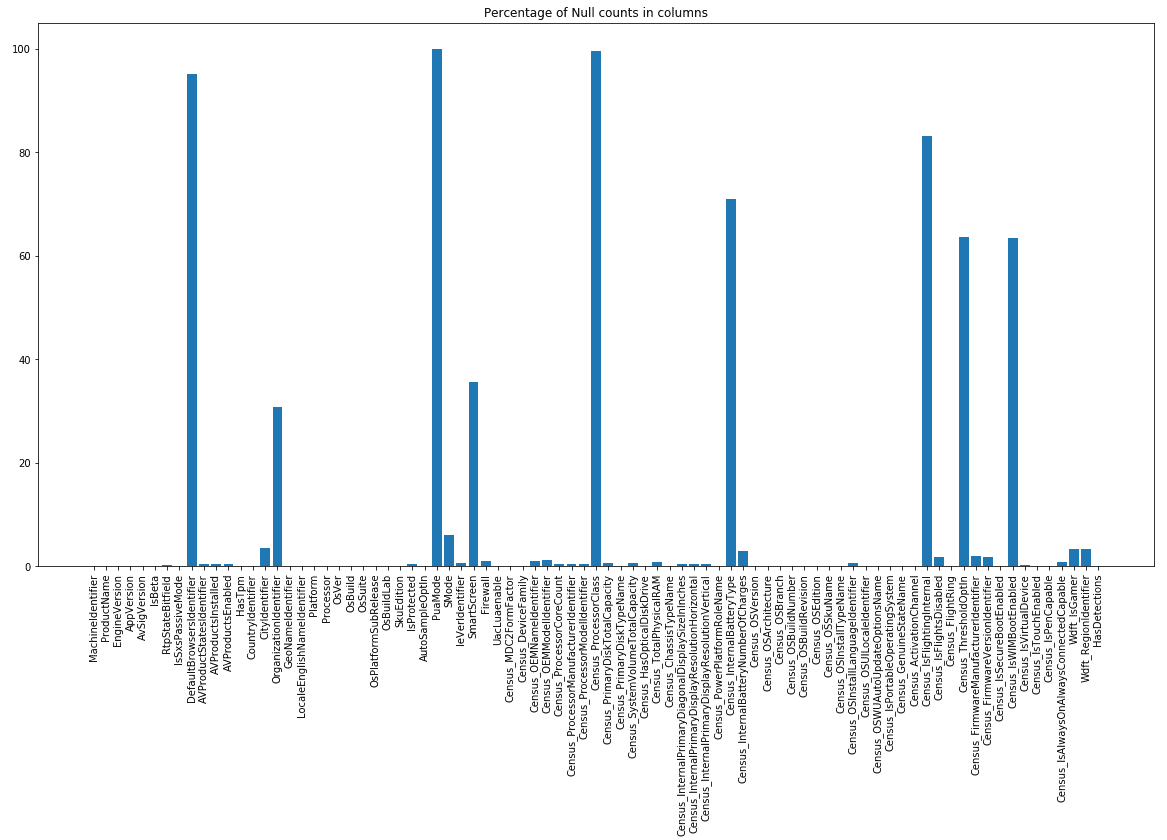 Percentage of Null counts in columns
100
80
60
40
20
0
MachineIdentifier
ProductName
EngineVersion
AppVersion
AvSigVersion
IsBeta
RtpStateBitfield
IsSxsPassiveMode
DefaultBrowsersIdentifier
AVProductStatesIdentifier
AVProductsInstalled
AVProductsEnabled
HasTpm
CountryIdentifier
CityIdentifier
OrganizationIdentifier
GeoNameIdentifier
LocaleEnglishNameIdentifier
Platform
Processor
OsVer
OsBuild
OsSuite
OsPlatformSubRelease
OsBuildLab
SkuEdition
IsProtected
AutoSampleOptIn
PuaMode
SMode
IeVerIdentifier
SmartScreen
Firewall
UacLuaenable
Census_MDC2FormFactor
Census_DeviceFamily
Census_OEMNameIdentifier
Census_OEMModelIdentifier
Census_ProcessorCoreCount
Census_ProcessorManufacturerIdentifier
Census_ProcessorModelIdentifier
Census_ProcessorClass
Census_PrimaryDiskTotalCapacity
Census_PrimaryDiskTypeName
Census_SystemVolumeTotalCapacity
Census_HasOpticalDiskDrive
Census_TotalPhysicalRAM
Census_ChassisTypeName
Census_InternalPrimaryDiagonalDisplaySizeInInches
Census_InternalPrimaryDisplayResolutionHorizontal
Census_InternalPrimaryDisplayResolutionVertical
Census_PowerPlatformRoleName
Census_InternalBatteryType
Census_InternalBatteryNumberOfCharges
Census_OSVersion
Census_OSArchitecture
Census_OSBranch
Census_OSBuildNumber
Census_OSBuildRevision
Census_OSEdition
Census_OSSkuName
Census_OSInstallTypeName
Census_OSInstallLanguageIdentifier
Census_OSUILocaleIdentifier
Census_OSWUAutoUpdateOptionsName
Census_IsPortableOperatingSystem
Census_GenuineStateName
Census_ActivationChannel
Census_IsFlightingInternal
Census_IsFlightsDisabled
Census_FlightRing
Census_ThresholdOptIn
Census_FirmwareManufacturerIdentifier
Census_FirmwareVersionIdentifier
Census_IsSecureBootEnabled
Census_IsWIMBootEnabled
Census_IsVirtualDevice
Census_IsTouchEnabled
Census_IsPenCapable
Census_IsAlwaysOnAlwaysConnectedCapable
Wdft_IsGamer
Wdft_RegionIdentifier
HasDetections